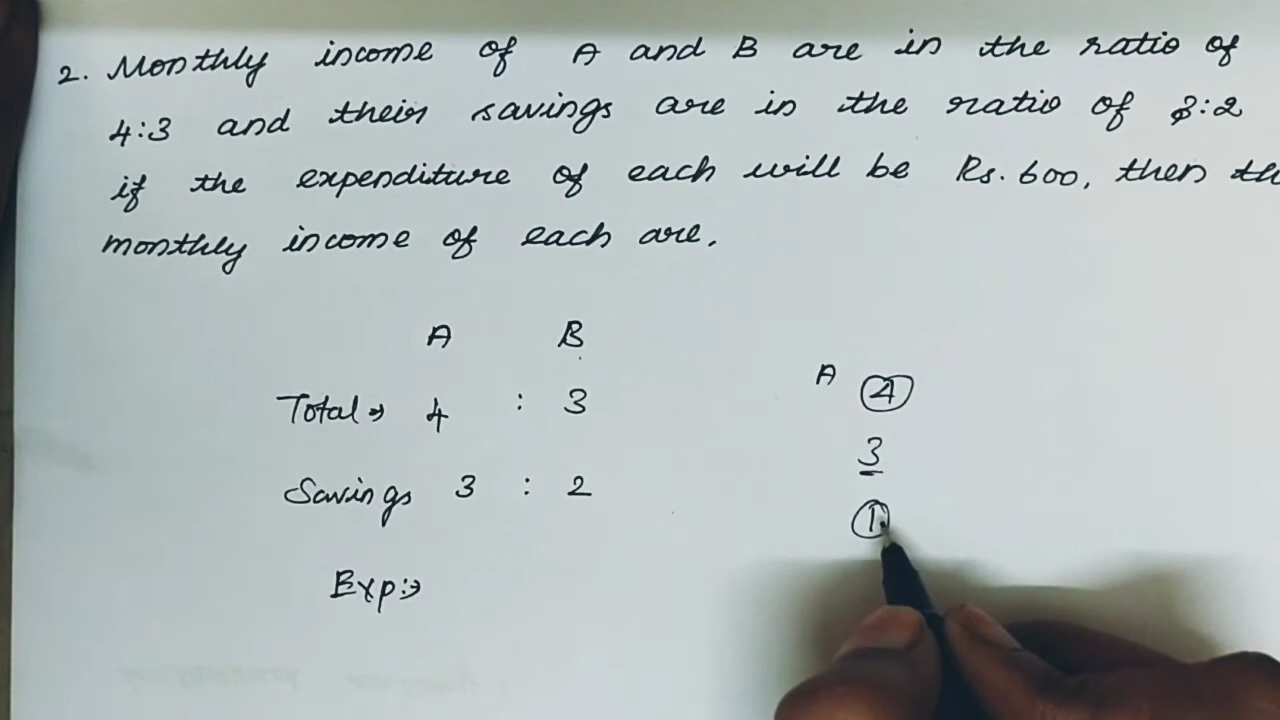 2. Monthly income of A and B are in the ratio of
4:3 and their savings are in the ratio of 3:2
if the expenditure of each will be Rs. 600, then th
monthly income of each are.
A B
Total → 4 : 3
Savings 3 : 2
Exp: →
A 4
3
1